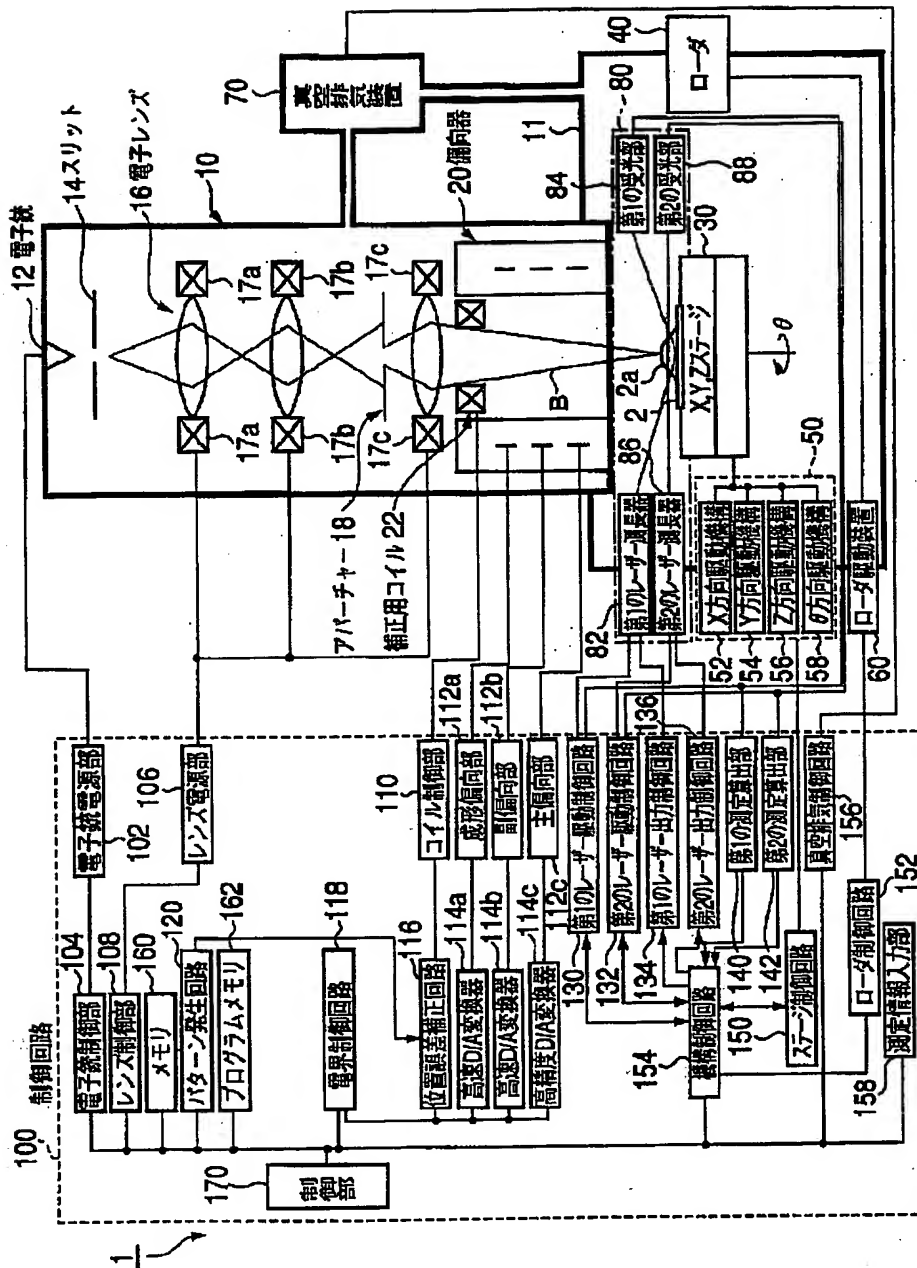 1
100 制御回路
12 電子銃
14 スリット
16 電子レンズ
10
17a
17a
17b
17b
17c
17c
アパーチャー 18
補正用コイル 22
20 偏向器
B
11
70
真空排気装置
40
ローダ
80
84
第1の受光部
第2の受光部
88
82
第1のレーザー測長器
86
第2のレーザー測長器
2
2a
30
X,Y,Zステージ
θ
50
X方向駆動機構
Y方向駆動機構
Z方向駆動機構
θ方向駆動機構
52
54
56
58
ローダ駆動装置
60
104
電子銃制御部
電子銃電源部
102
108
レンズ制御部
レンズ電源部
106
160
メモリ
120
パターン発生回路
162
プログラムメモリ
118
電界制御回路
170
制御部
116
位置誤差補正回路
114a
高速D/A変換器
114b
高速D/A変換器
114c
高精度D/A変換器
110
コイル制御部
112a
成形偏向部
112b
副偏向部
112c
主偏向部
130
第1のレーザー駆動制御回路
132
第2のレーザー駆動制御回路
134
第1のレーザー出力制御回路
136
第2のレーザー出力制御回路
140
第1の測定算出部
142
第2の測定算出部
真空排気制御回路
156
150
ステージ制御回路
154
機構制御回路
152
ローダ制御回路
158
測定情報入力部